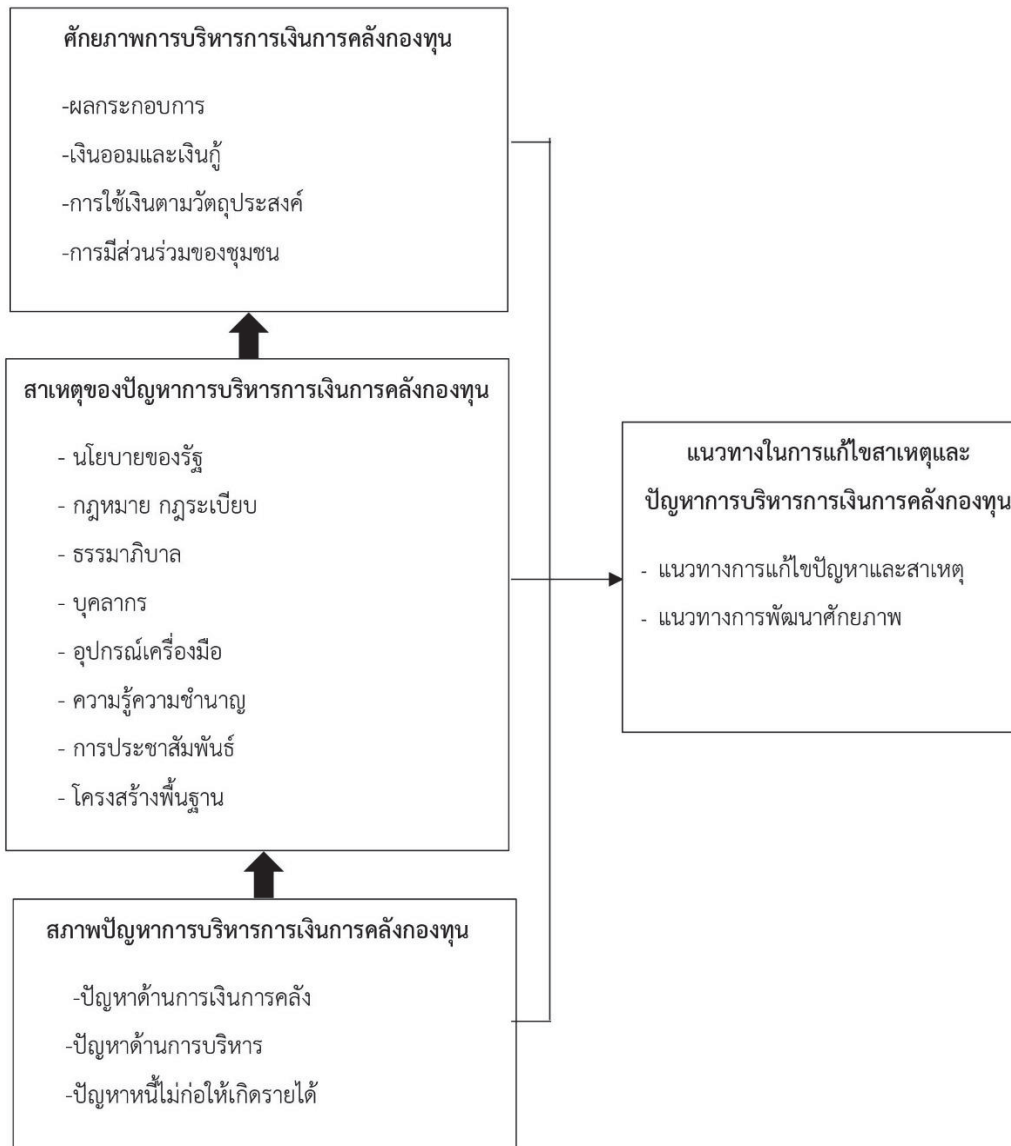 ศักยภาพการบริหารการเงินการคลังกองทุน
-ผลกระกอบการ
-เงินออมและเงินกู้
-การใช้เงินตามวัตถุประสงค์
-การมีส่วนร่วมของชุมชน
สาเหตุของปัญหาการบริหารการเงินการคลังกองทุน
- นโยบายของรัฐ
- กฎหมาย กฎระเบียบ
- ธรรมาภิบาล
- บุคลากร
- อุปกรณ์เครื่องมือ
- ความรู้ความชำนาญ
- การประชาสัมพันธ์
- โครงสร้างพื้นฐาน
สภาพปัญหาการบริหารการเงินการคลังกองทุน
-ปัญหาด้านการเงินการคลัง
-ปัญหาด้านการบริหาร
-ปัญหาหนี้ไม่ก่อให้เกิดรายได้
แนวทางในการแก้ไขสาเหตุและ
ปัญหาการบริหารการเงินการคลังกองทุน
- แนวทางการแก้ไขปัญหาและสาเหตุ
- แนวทางการพัฒนาศักยภาพ